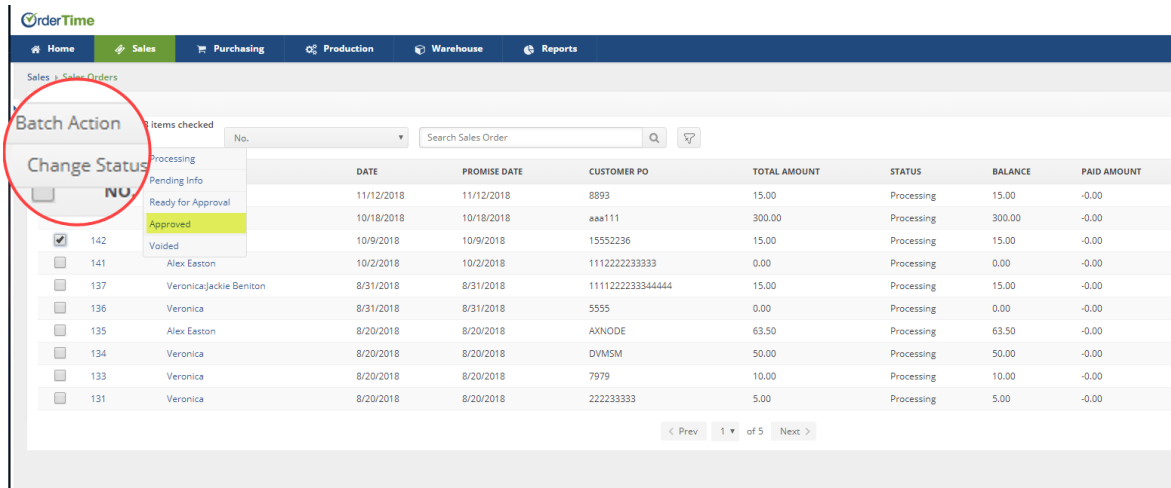 OrderTime
Home Sales Purchasing Production Warehouse Reports
Sales Sales Orders
Batch Action 3 items checked
No. Search Sales Order
Change Status Processing
Pending Info
Ready for Approval
Approved
Voided
NO. DATE PROMISE DATE CUSTOMER PO TOTAL AMOUNT STATUS BALANCE PAID AMOUNT
11/12/2018 11/12/2018 8893 15.00 Processing 15.00 -0.00
10/18/2018 10/18/2018 aaa111 300.00 Processing 300.00 -0.00
142 10/9/2018 10/9/2018 15552236 15.00 Processing 15.00 -0.00
141 Alex Easton 10/2/2018 10/2/2018 1112222233333 0.00 Processing 0.00 -0.00
137 Veronica;Jackie Beniton 8/31/2018 8/31/2018 1111222233344444 15.00 Processing 15.00 -0.00
136 Veronica 8/31/2018 8/31/2018 5555 0.00 Processing 0.00 -0.00
135 Alex Easton 8/20/2018 8/20/2018 AXNODE 63.50 Processing 63.50 -0.00
134 Veronica 8/20/2018 8/20/2018 DVMSM 50.00 Processing 50.00 -0.00
133 Veronica 8/20/2018 8/20/2018 7979 10.00 Processing 10.00 -0.00
131 Veronica 8/20/2018 8/20/2018 222233333 5.00 Processing 5.00 -0.00
< Prev 1 of 5 Next >